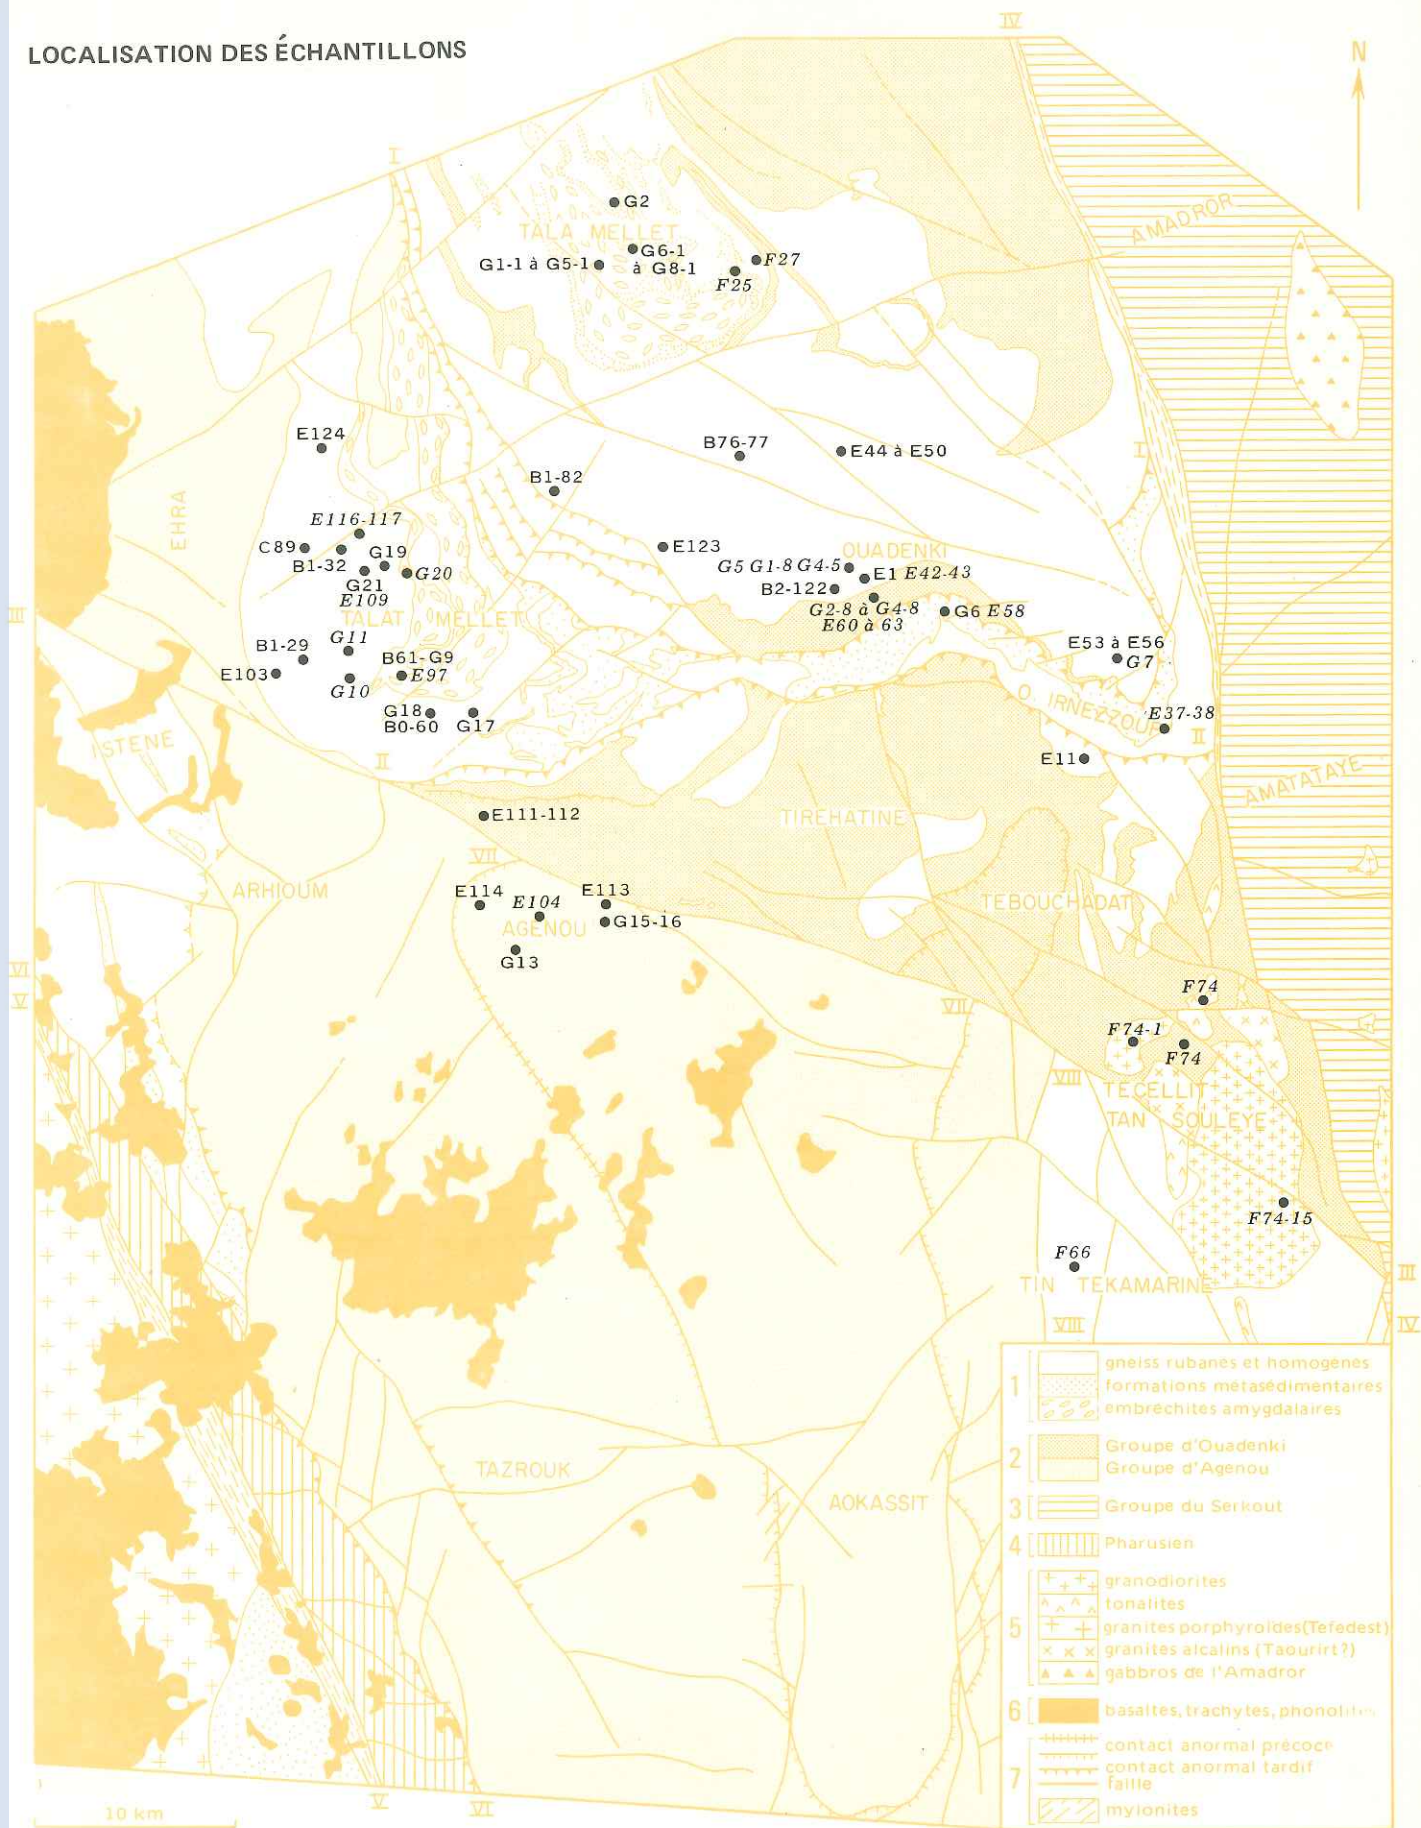 LOCALISATION DES ÉCHANTILLONS
IV
N
I
AMADROR
G2
TALA MELLET
G6-1
à G8-1
G1-1 à G5-1
F27
F25
E124
B76-77
E44 à E50
I
B1-82
EHRA
E116-117
C89
B1-32
G19
G20
G21
E109
E123
OUADENKI
G5 G1-8 G4-5
E1 E42-43
B2-122
G2-8 à G4-8
E60 à 63
G6 E58
III
TALAT MELLET
G11
B1-29
E103
G10
B61-G9
E97
E53 à E56
G7
G18
B0-60
G17
O. IRNEZZOUF
E37-38
II
ISTENE
II
E11
AMATATAYE
E111-112
TIREHATINE
VII
ARHIOUM
E114
E104
E113
G15-16
AGENOU
G13
TEBOUCHADAT
VI
V
F74
VII
F74-1
F74
VIII
TECELLIT
TAN SOULEYE
F74-15
F66
TIN TEKAMARINE
III
VIII
IV
1
gneiss rubanés et homogènes
formations métasédimentaires
embréchites amygdalaires
2
Groupe d'Ouadenki
Groupe d'Agenou
TAZROUK
AOKASSIT
3
Groupe du Serkout
4
Pharusien
5
granodiorites
tonalites
granites porphyroïdes(Tefedest)
granites alcalins (Taourirt?)
gabbros de l'Amadror
6
basaltes, trachytes, phonolites
7
contact anormal précoce
contact anormal tardif
faille
mylonites
V
VI
10 km